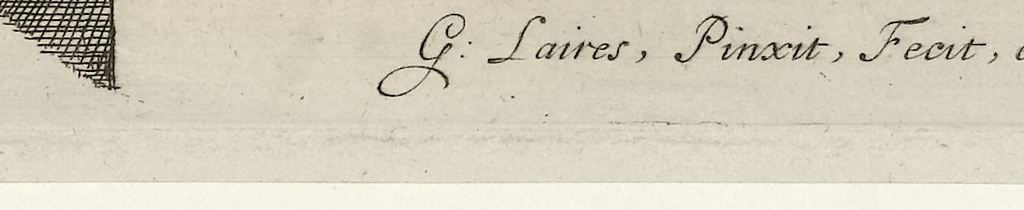 G: Laires, Pinxit, Fecit,